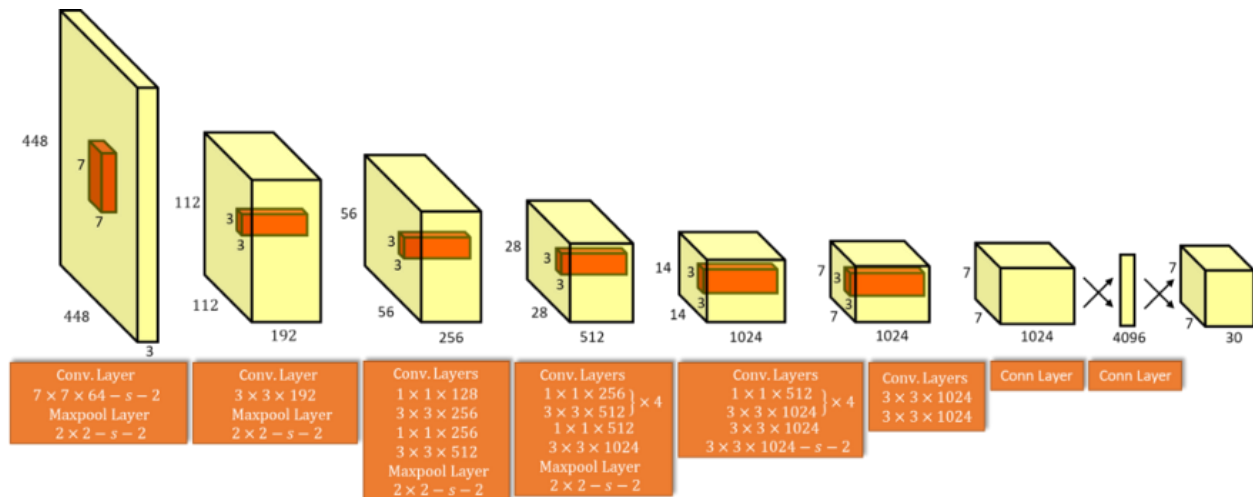 448
7
7
448
3
112
3
3
112
192
56
3
3
56
256
28
3
3
28
512
14
3
3
14
1024
7
3
3
7
1024
7
7
1024
4096
7
7
30
Conv. Layer
7 × 7 × 64 − s − 2
Maxpool Layer
2 × 2 − s − 2
Conv. Layer
3 × 3 × 192
Maxpool Layer
2 × 2 − s − 2
Conv. Layers
1 × 1 × 128
3 × 3 × 256
1 × 1 × 256
3 × 3 × 512
Maxpool Layer
2 × 2 − s − 2
Conv. Layers
1 × 1 × 256
3 × 3 × 512 } × 4
1 × 1 × 512
3 × 3 × 1024
Maxpool Layer
2 × 2 − s − 2
Conv. Layers
1 × 1 × 512
3 × 3 × 1024 } × 4
3 × 3 × 1024
3 × 3 × 1024 − s − 2
Conv. Layers
3 × 3 × 1024
3 × 3 × 1024
Conn Layer
Conn Layer